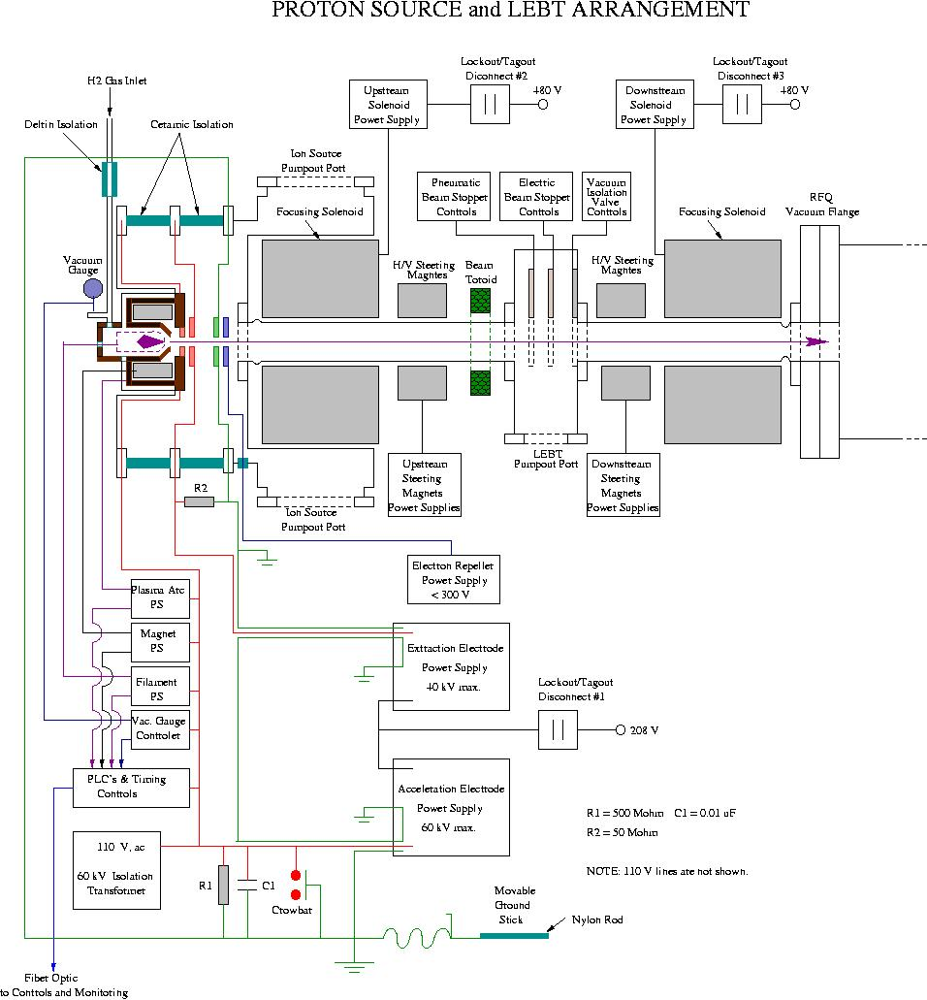 PROTON SOURCE and LEBT ARRANGEMENT
H2 Gas Inlet
Delrin Isolation
Ceramic Isolation
Ion Source
Pumpout Port
Upstream
Solenoid
Power Supply
Lockout/Tagout
Diconnect #2
480 V
Downstream
Solenoid
Power Supply
Lockout/Tagout
Disconnect #3
480 V
Pneumatic
Beam Stopper
Controls
Electric
Beam Stopper
Controls
Vacuum
Isolation
Valve
Controls
Focusing Solenoid
Focusing Solenoid
RFQ
Vacuum Flange
Vacuum
Gauge
H/V Steering
Magntes
Beam
Toroid
H/V Steering
Magntes
R2
Ion Source
Pumpout Port
Upstream
Steering
Magnets
Power Supplies
LEBT
Pumpout Port
Downstream
Steering
Magnets
Power Supplies
Electron Repeller
Power Supply
< 300 V
Plasma Arc
PS
Magnet
PS
Filament
PS
Vac. Gauge
Controler
PLC's & Timing
Controls
Extraction Electrode
Power Supply
40 kV max.
Lockout/Tagout
Disconnect #1
208 V
Acceleration Electrode
Power Supply
60 kV max.
R1 = 500 Mohm C1 = 0.01 uF
R2 = 50 Mohm
NOTE: 110 V lines are not shown.
110 V, ac
60 kV Isolation
Transformer
R1
C1
Crowbar
Movable
Ground
Stick
Nylon Rod
Fiber Optic
to Controls and Monitoring